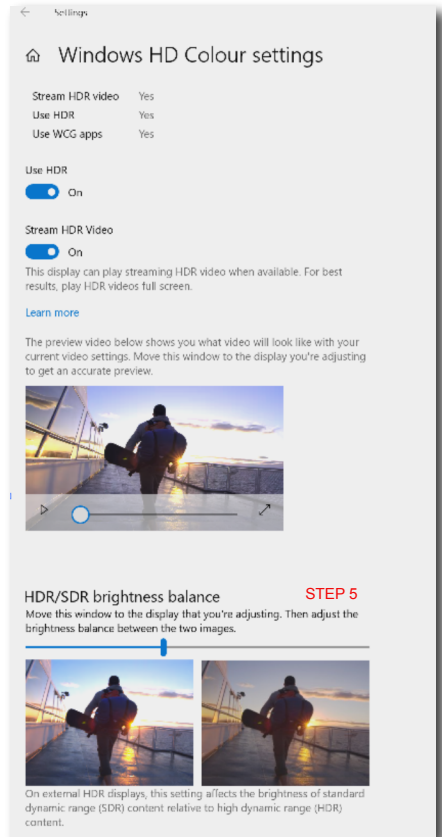 Settings
Windows HD Colour settings
Stream HDR video Yes
Use HDR Yes
Use WCG apps Yes
Use HDR
On
Stream HDR Video
On
This display can play streaming HDR video when available. For best
results, play HDR videos full screen.
Learn more
The preview video below shows you what video will look like with your
current video settings. Move this window to the display you're adjusting
to get an accurate preview.
HDR/SDR brightness balance STEP 5
Move this window to the display that you're adjusting. Then adjust the
brightness balance between the two images.
On external HDR displays, this setting affects the brightness of standard
dynamic range (SDR) content relative to high dynamic range (HDR)
content.